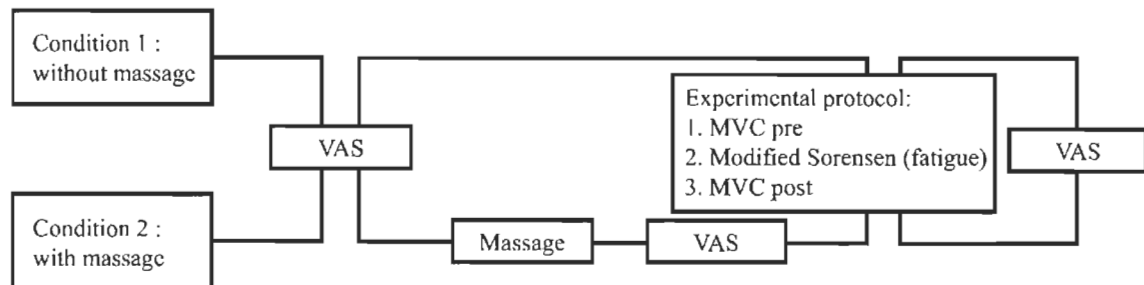 Condition 1 :
without massage
VAS
Condition 2 :
with massage
Massage
VAS
Experimental protocol:
1. MVC pre
2. Modified Sorensen (fatigue)
3. MVC post
VAS